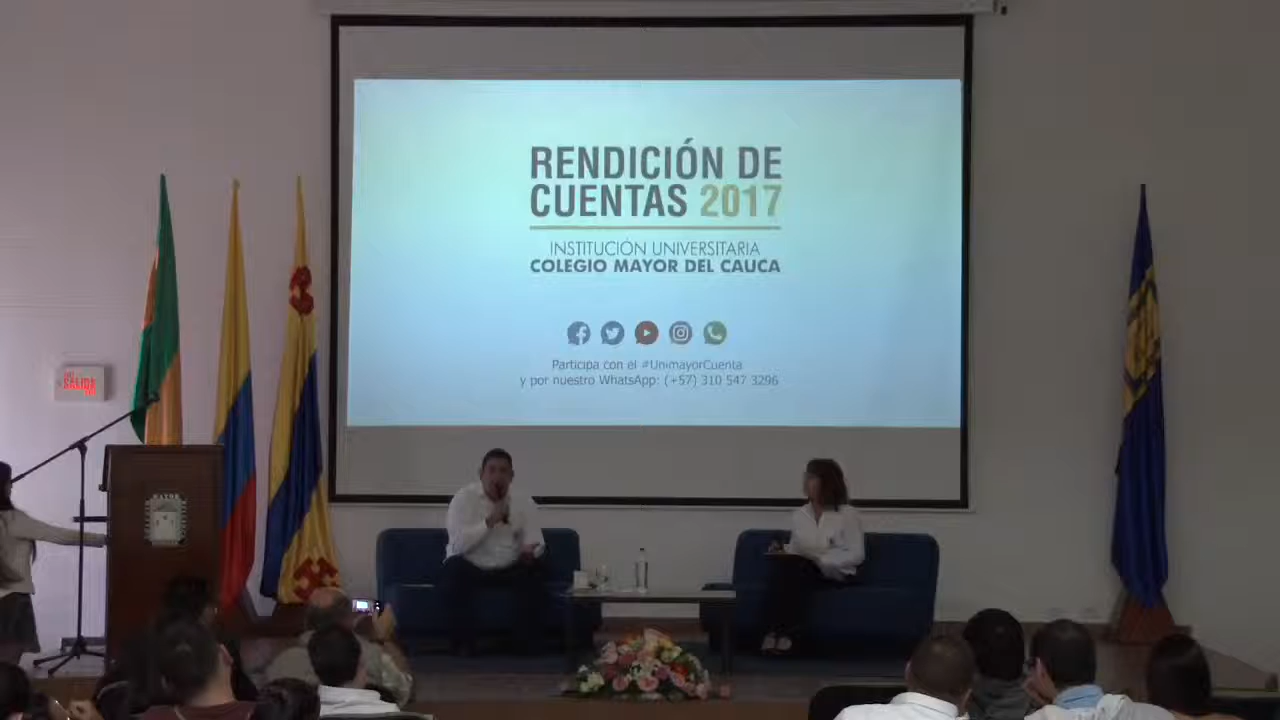 RENDICIÓN DE
CUENTAS 2017
INSTITUCIÓN UNIVERSITARIA
COLEGIO MAYOR DEL CAUCA
Participa con el #UnimayorCuenta
y por nuestro WhatsApp: (+57) 310 547 3296
SALIDA